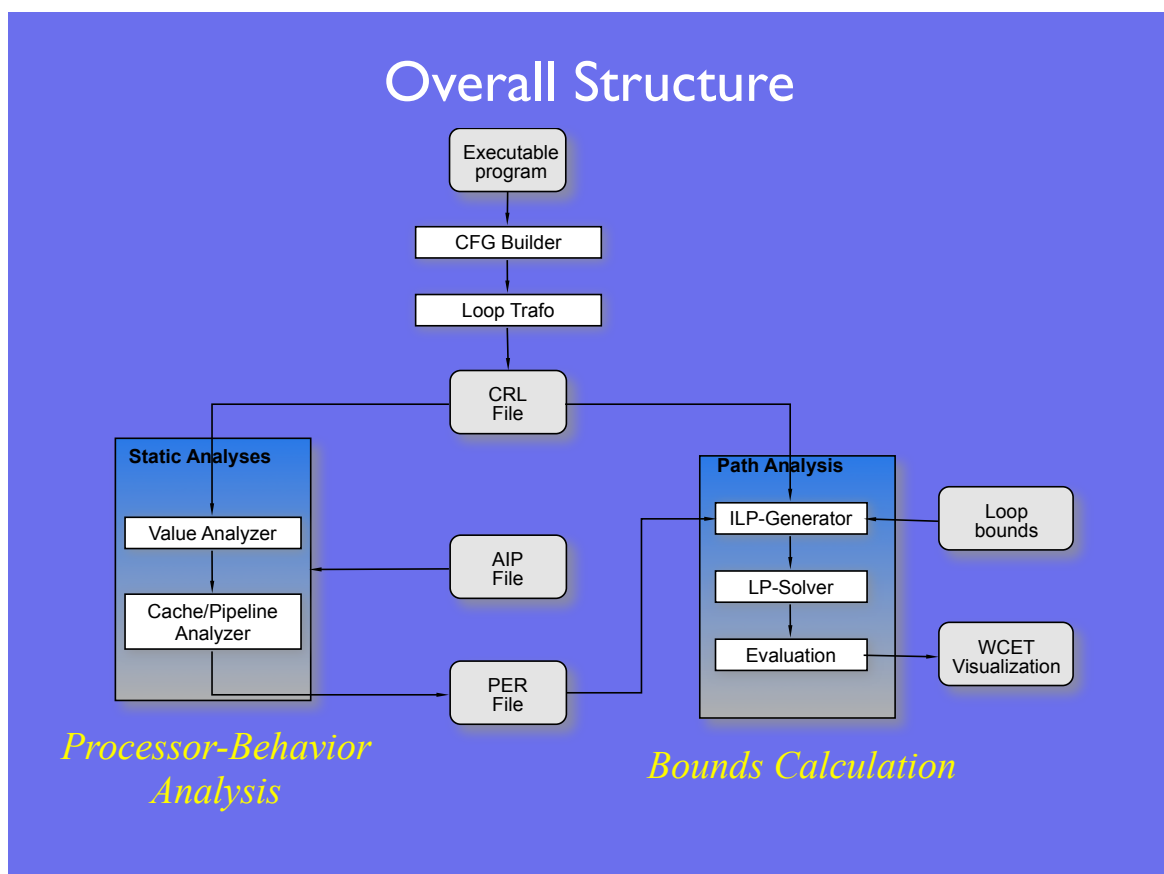 Overall Structure
Executable
program
CFG Builder
Loop Trafo
CRL
File
Static Analyses
Value Analyzer
Cache/Pipeline
Analyzer
AIP
File
PER
File
Path Analysis
ILP-Generator
LP-Solver
Evaluation
Loop
bounds
WCET
Visualization
Processor-Behavior
Analysis
Bounds Calculation